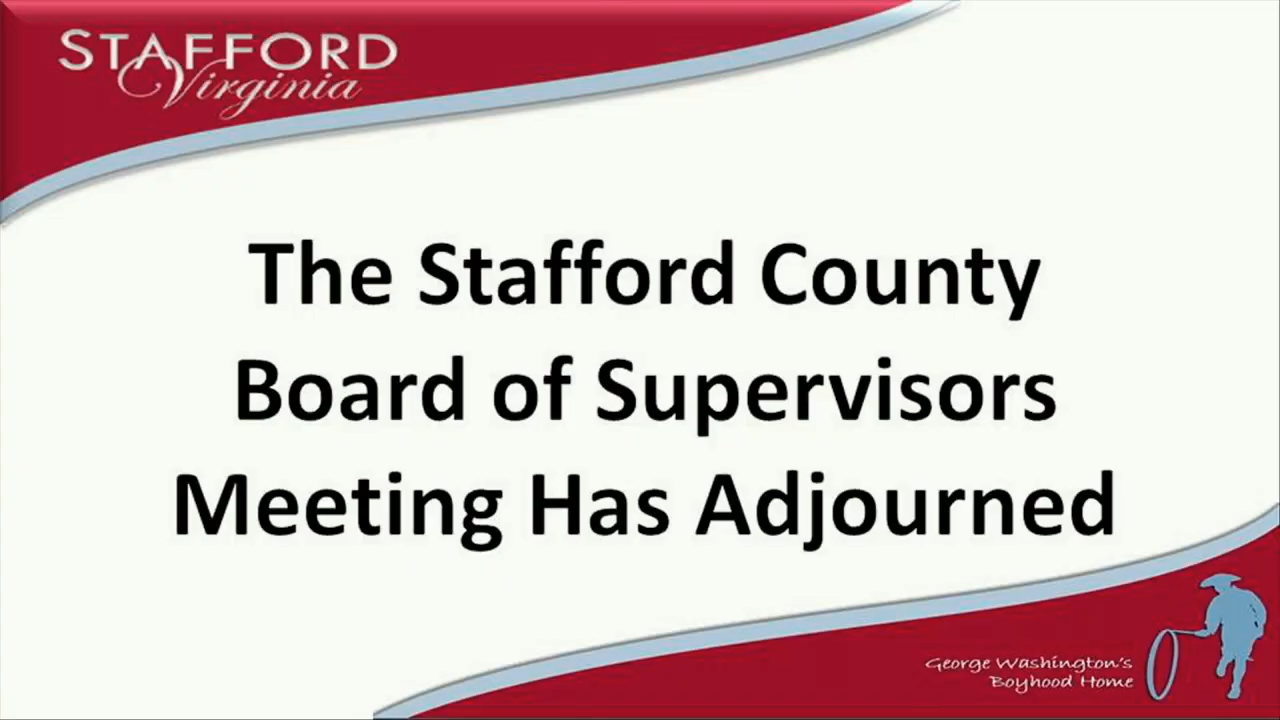 STAFFORD
Virginia
The Stafford County
Board of Supervisors
Meeting Has Adjourned
George Washington's
Boyhood Home